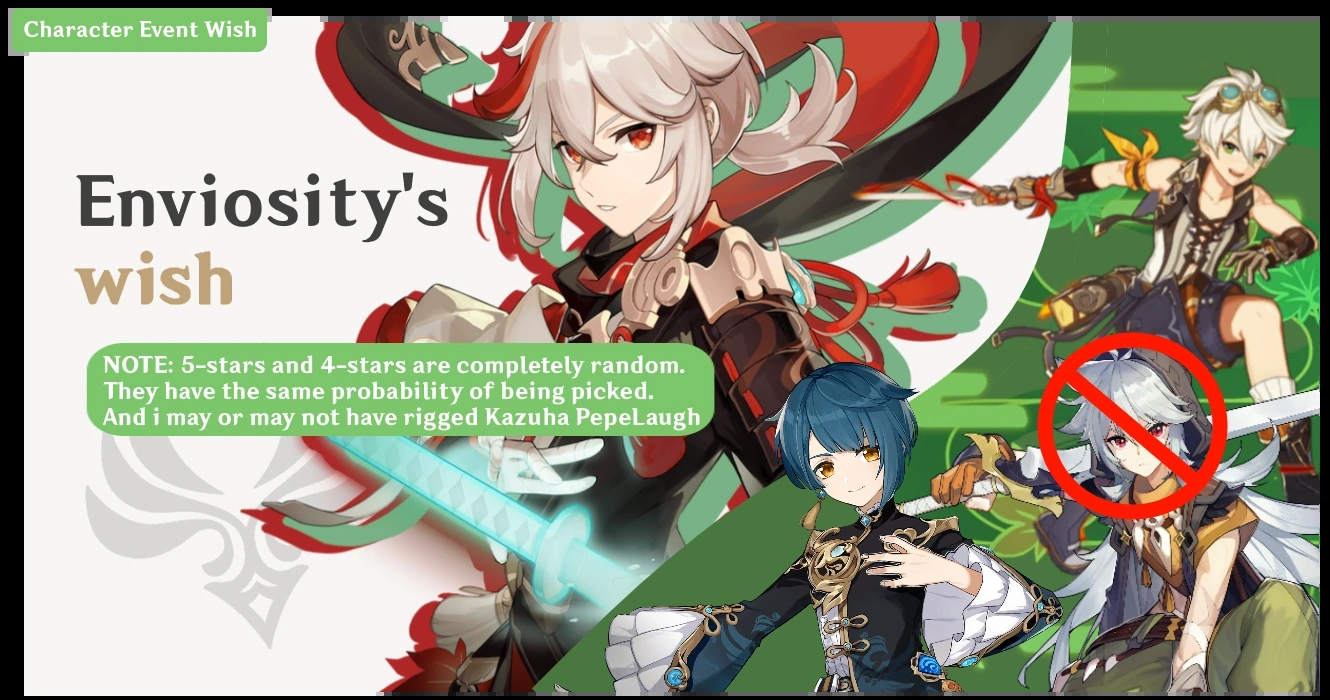 Character Event Wish
Enviosity's
wish
NOTE: 5-stars and 4-stars are completely random.
They have the same probability of being picked.
And i may or may not have rigged Kazuha PepeLaugh